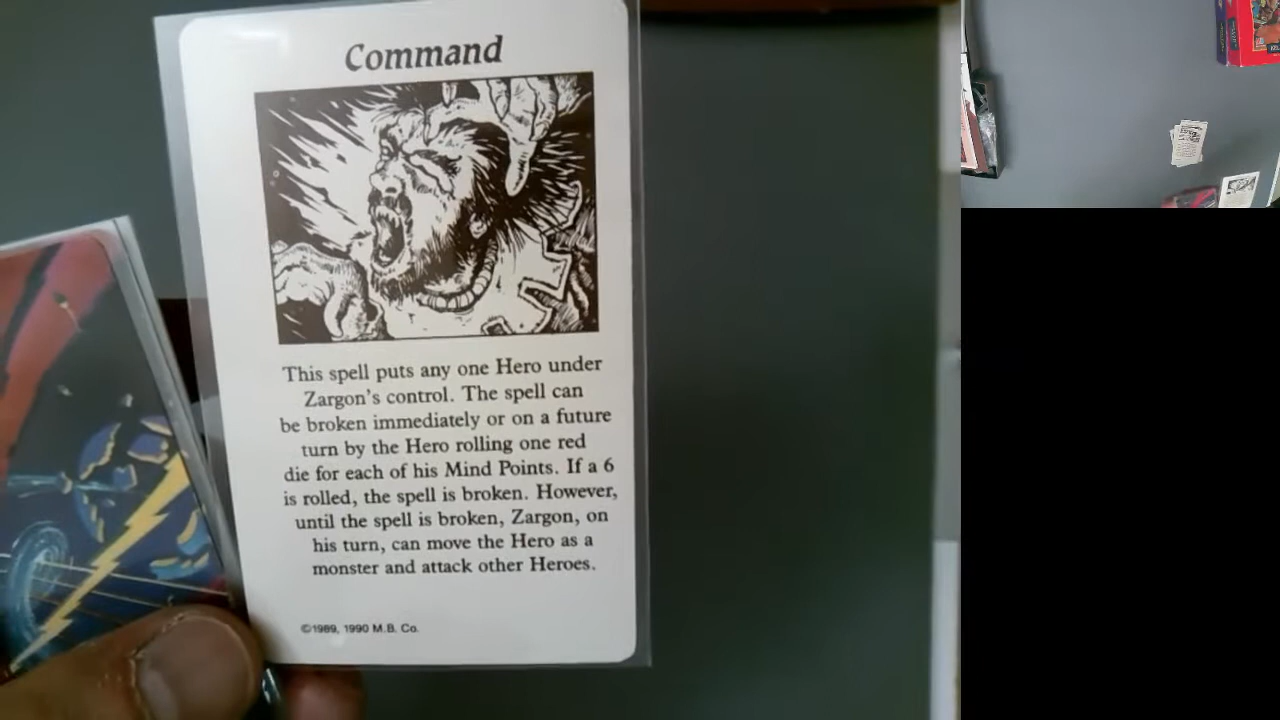 Command
This spell puts any one Hero under
Zargon's control. The spell can
be broken immediately or on a future
turn by the Hero rolling one red
die for each of his Mind Points. If a 6
is rolled, the spell is broken. However,
until the spell is broken, Zargon, on
his turn, can move the Hero as a
monster and attack other Heroes.
©1989, 1990 M.B. Co.